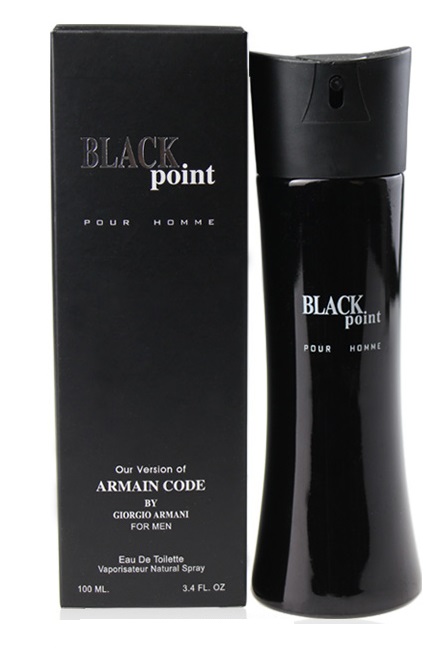 BLACK
point
POUR HOMME
Our Version of
ARMAIN CODE
BY
GIORGIO ARMANI
FOR MEN
Eau De Toilette
Vaporisateur Natural Spray
100 ML. 3.4 FL. OZ
BLACK
point
POUR HOMME